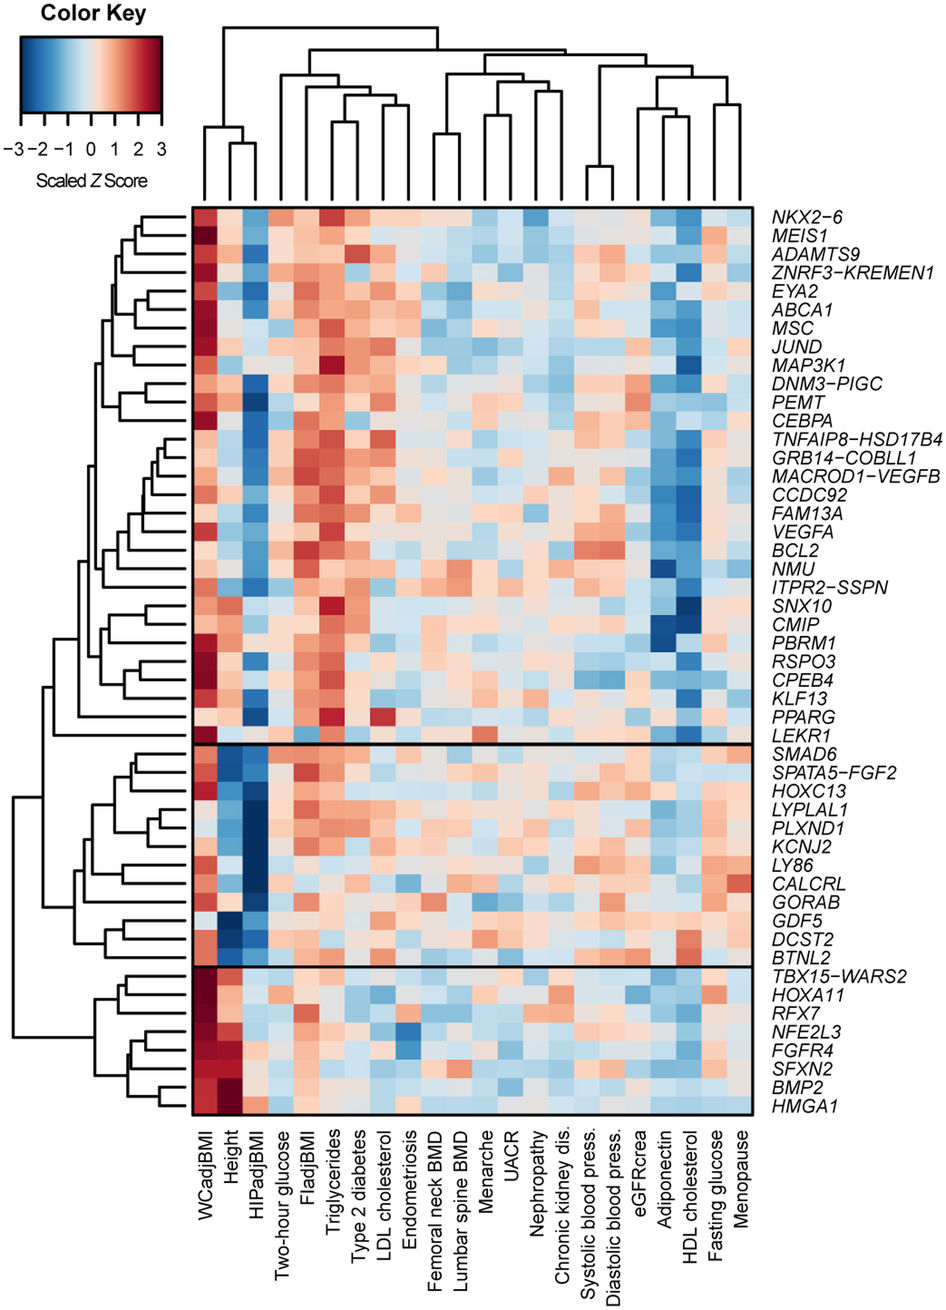 Color Key
−3 −2 −1 0 1 2 3
Scaled Z Score
NKX2−6
MEIS1
ADAMTS9
ZNRF3−KREMEN1
EYA2
ABCA1
MSC
JUND
MAP3K1
DNM3−PIGC
PEMT
CEBPA
TNFAIP8−HSD17B4
GRB14−COBLL1
MACROD1−VEGFB
CCDC92
FAM13A
VEGFA
BCL2
NMU
ITPR2−SSPN
SNX10
CMIP
PBRM1
RSPO3
CPEB4
KLF13
PPARG
LEKR1
SMAD6
SPATA5−FGF2
HOXC13
LYPLAL1
PLXND1
KCNJ2
LY86
CALCRL
GORAB
GDF5
DCST2
BTNL2
TBX15−WARS2
HOXA11
RFX7
NFE2L3
FGFR4
SFXN2
BMP2
HMGA1
WCadjBMI
Height
HIPadjBMI
Two−hour glucose
FIadjBMI
Triglycerides
Type 2 diabetes
LDL cholesterol
Endometriosis
Femoral neck BMD
Lumbar spine BMD
Menarche
UACR
Nephropathy
Chronic kidney dis.
Systolic blood press.
Diastolic blood press.
eGFRcrea
Adiponectin
HDL cholesterol
Fasting glucose
Menopause